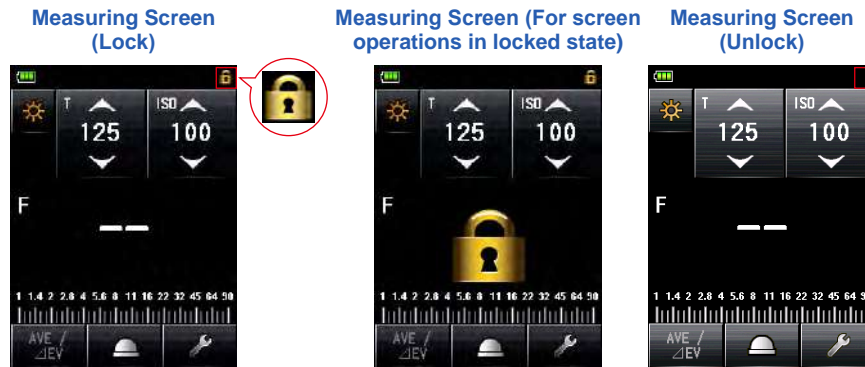 Measuring Screen
(Lock)
Measuring Screen (For screen
operations in locked state)
Measuring Screen
(Unlock)
T
ISO
125
100
F
1 1.4 2 2.8 4 5.6 8 11 16 22 32 45 64 90
AVE /
⊿EV
T
ISO
125
100
F
1 1.4 2 2.8 4 5.6 8 11 16 22 32 45 64 90
AVE /
⊿EV
T
ISO
125
100
F
1 1.4 2 2.8 4 5.6 8 11 16 22 32 45 64 9
AVE /
⊿EV